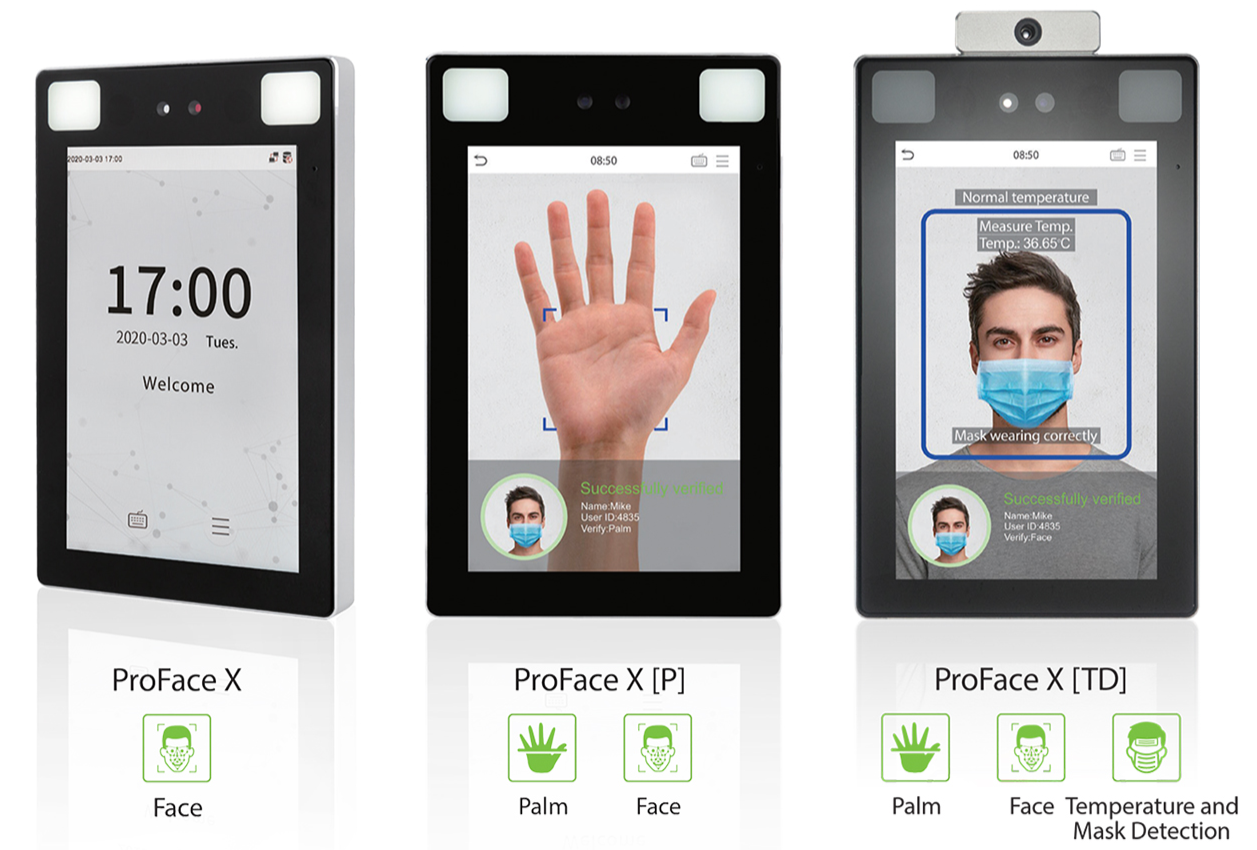 2020-03-03 17:00
17:00
2020-03-03 Tues.
Welcome
ProFace X
Face
08:50
Successfully verified
Name:Mike
User ID:4835
Verify:Palm
ProFace X [P]
Palm Face
08:50
Normal temperature
Measure Temp.
Temp.: 36.65°C
Mask wearing correctly
Successfully verified
Name:Mike
User ID:4835
Verify:Face
ProFace X [TD]
Palm Face Temperature and
Mask Detection